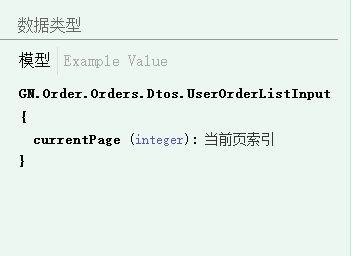 数据类型
模型 Example Value
GN.Order.Orders.Dtos.UserOrderListInput
{
currentPage (integer): 当前页索引
}